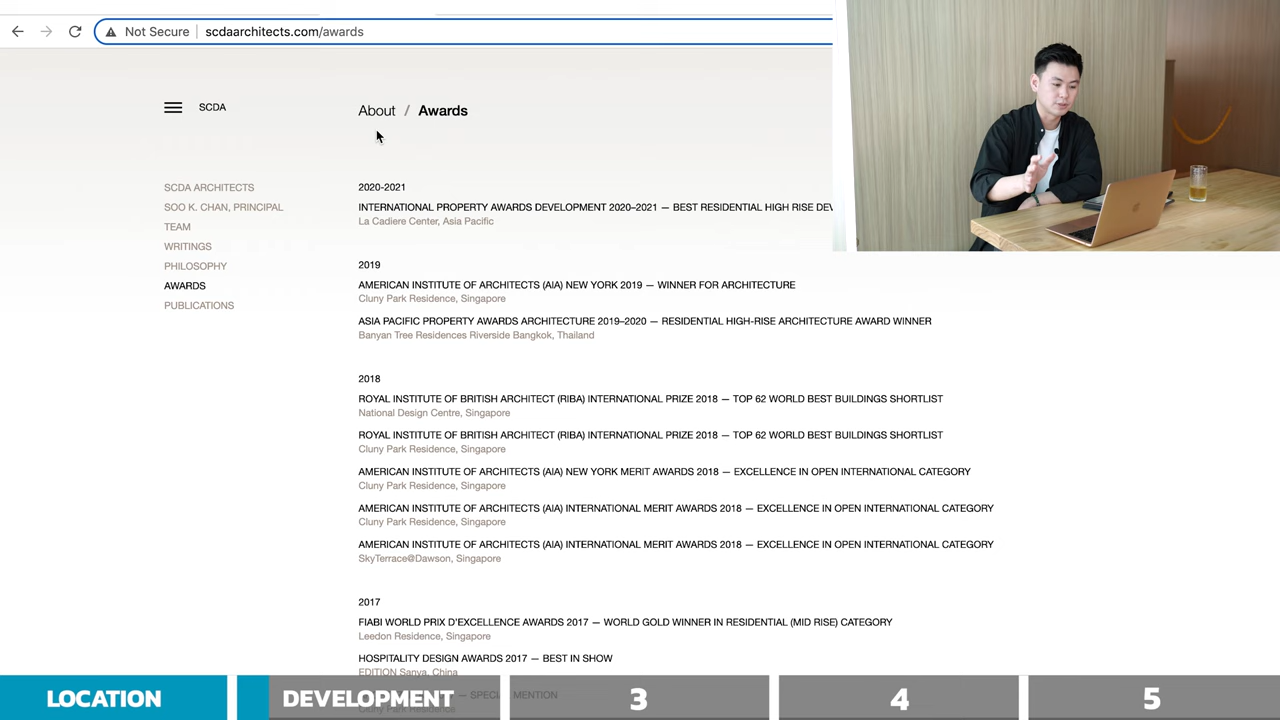 Not Secure | scdaarchitects.com/awards
SCDA
About / Awards
SCDA ARCHITECTS
SOO K. CHAN, PRINCIPAL
TEAM
WRITINGS
PHILOSOPHY
AWARDS
PUBLICATIONS
2020-2021
INTERNATIONAL PROPERTY AWARDS DEVELOPMENT 2020–2021 — BEST RESIDENTIAL HIGH RISE DEV
La Cadiere Center, Asia Pacific
2019
AMERICAN INSTITUTE OF ARCHITECTS (AIA) NEW YORK 2019 — WINNER FOR ARCHITECTURE
Cluny Park Residence, Singapore
ASIA PACIFIC PROPERTY AWARDS ARCHITECTURE 2019–2020 — RESIDENTIAL HIGH-RISE ARCHITECTURE AWARD WINNER
Banyan Tree Residences Riverside Bangkok, Thailand
2018
ROYAL INSTITUTE OF BRITISH ARCHITECT (RIBA) INTERNATIONAL PRIZE 2018 — TOP 62 WORLD BEST BUILDINGS SHORTLIST
National Design Centre, Singapore
ROYAL INSTITUTE OF BRITISH ARCHITECT (RIBA) INTERNATIONAL PRIZE 2018 — TOP 62 WORLD BEST BUILDINGS SHORTLIST
Cluny Park Residence, Singapore
AMERICAN INSTITUTE OF ARCHITECTS (AIA) NEW YORK MERIT AWARDS 2018 — EXCELLENCE IN OPEN INTERNATIONAL CATEGORY
Cluny Park Residence, Singapore
AMERICAN INSTITUTE OF ARCHITECTS (AIA) INTERNATIONAL MERIT AWARDS 2018 — EXCELLENCE IN OPEN INTERNATIONAL CATEGORY
Cluny Park Residence, Singapore
AMERICAN INSTITUTE OF ARCHITECTS (AIA) INTERNATIONAL MERIT AWARDS 2018 — EXCELLENCE IN OPEN INTERNATIONAL CATEGORY
SkyTerrace@Dawson, Singapore
2017
FIABI WORLD PRIX D'EXCELLENCE AWARDS 2017 — WORLD GOLD WINNER IN RESIDENTIAL (MID RISE) CATEGORY
Leedon Residence, Singapore
HOSPITALITY DESIGN AWARDS 2017 — BEST IN SHOW
EDITION Sanya, China
— SPECIAL MENTION
Cluny Park Residence
LOCATION
DEVELOPMENT
3
4
5